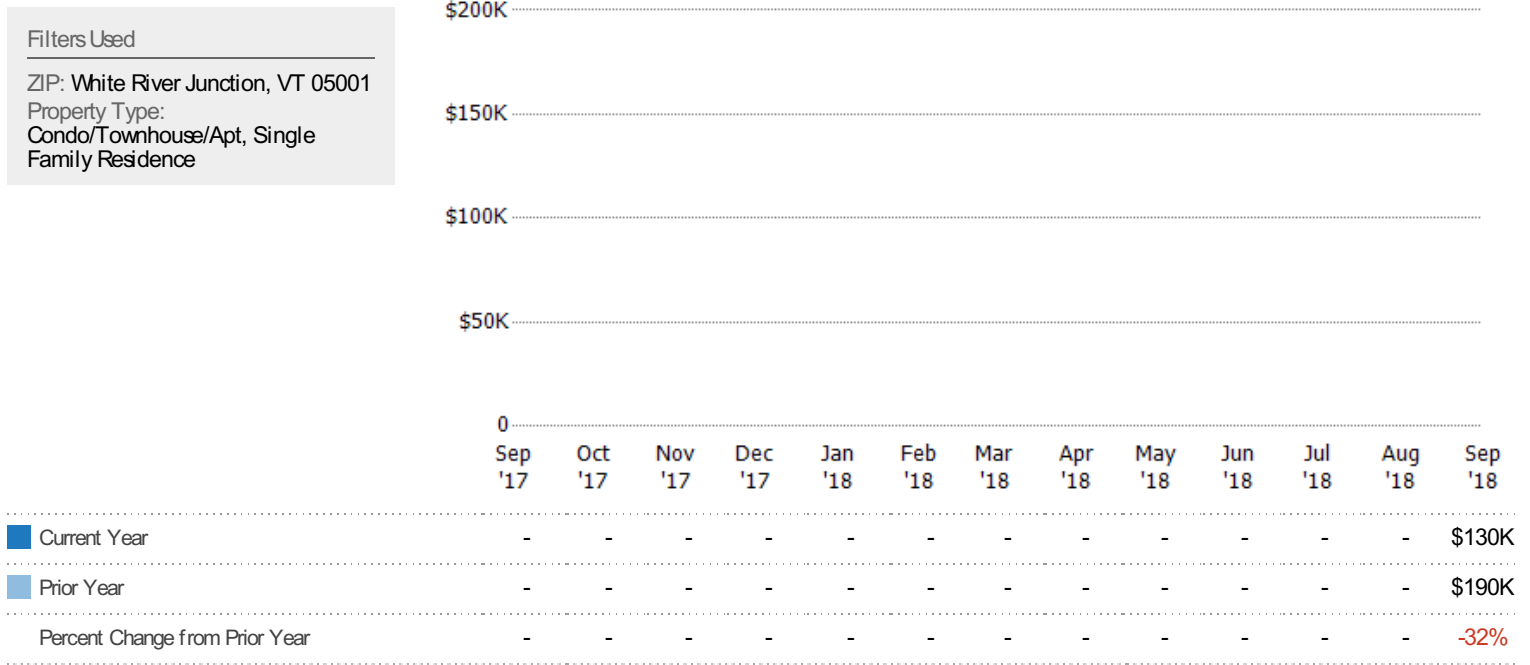 Filters Used
ZIP: White River Junction, VT 05001
Property Type:
Condo/Townhouse/Apt, Single
Family Residence
$200K
$150K
$100K
$50K
0
Sep Oct Nov Dec Jan Feb Mar Apr May Jun Jul Aug Sep
'17 '17 '17 '17 '18 '18 '18 '18 '18 '18 '18 '18 '18
Current Year - - - - - - - - - - - - $130K
Prior Year - - - - - - - - - - - - $190K
Percent Change from Prior Year - - - - - - - - - - - - -32%